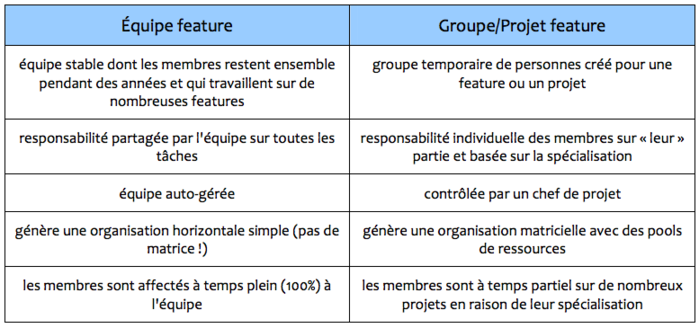 Équipe feature
Groupe/Projet feature
équipe stable dont les membres restent ensemble
pendant des années et qui travaillent sur de
nombreuses features
groupe temporaire de personnes créé pour une
feature ou un projet
responsabilité partagée par l'équipe sur toutes les
tâches
responsabilité individuelle des membres sur « leur »
partie et basée sur la spécialisation
équipe auto-gérée
contrôlée par un chef de projet
génère une organisation horizontale simple (pas de
matrice !)
génère une organisation matricielle avec des pools
de ressources
les membres sont affectés à temps plein (100%) à
l'équipe
les membres sont à temps partiel sur de nombreux
projets en raison de leur spécialisation